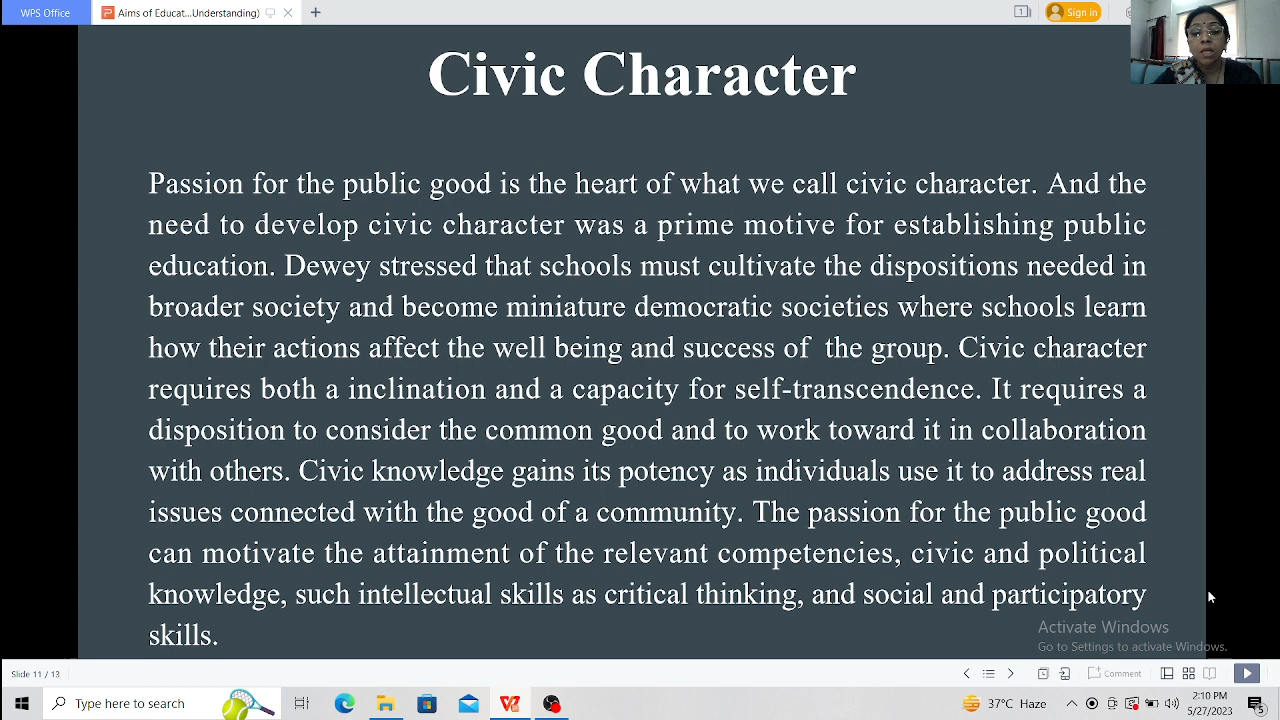 WPS Office
Aims of Educat...Understanding)
Sign in
Civic Character
Passion for the public good is the heart of what we call civic character. And the
need to develop civic character was a prime motive for establishing public
education. Dewey stressed that schools must cultivate the dispositions needed in
broader society and become miniature democratic societies where schools learn
how their actions affect the well being and success of the group. Civic character
requires both a inclination and a capacity for self-transcendence. It requires a
disposition to consider the common good and to work toward it in collaboration
with others. Civic knowledge gains its potency as individuals use it to address real
issues connected with the good of a community. The passion for the public good
can motivate the attainment of the relevant competencies, civic and political
knowledge, such intellectual skills as critical thinking, and social and participatory
skills.
Activate Windows
Go to Settings to activate Windows.
Slide 11 / 13
Comment
Type here to search
37°C Haze
2:10 PM
5/27/2023
5